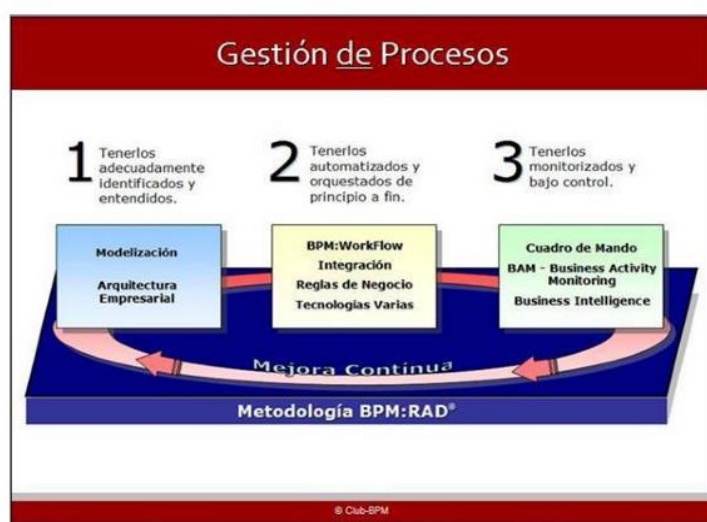 Gestión de Procesos
1
Tenerlos
adecuadamente
identificados y
entendidos.
2
Tenerlos
automatizados y
orquestados de
principio a fin.
3
Tenerlos
monitorizados y
bajo control.
Modelización
Arquitectura
Empresarial
BPM:WorkFlow
Integración
Reglas de Negocio
Tecnologías Varias
Cuadro de Mando
BAM - Business Activity
Monitoring
Business Intelligence
Mejora Contínua
Metodología BPM:RAD®
© Club-BPM